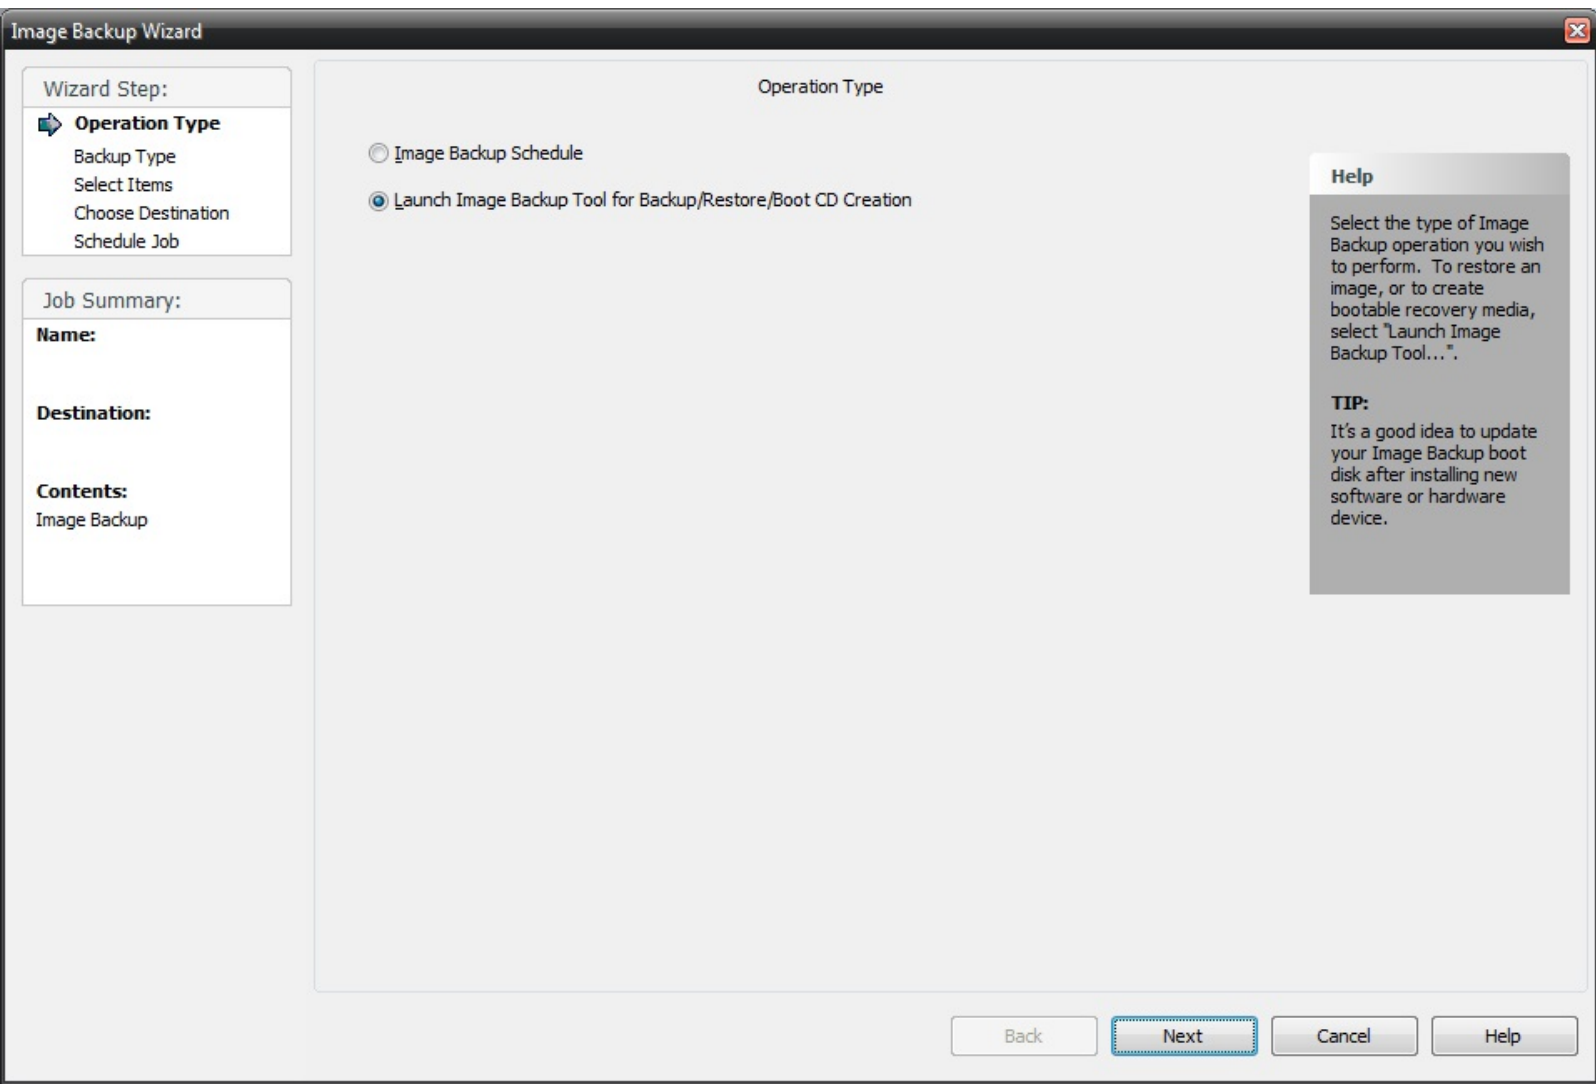 Image Backup Wizard
Wizard Step:
Operation Type
Backup Type
Select Items
Choose Destination
Schedule Job
Job Summary:
Name:
Destination:
Contents:
Image Backup
Operation Type
Image Backup Schedule
Launch Image Backup Tool for Backup/Restore/Boot CD Creation
Help
Select the type of Image
Backup operation you wish
to perform.  To restore an
image, or to create
bootable recovery media,
select "Launch Image
Backup Tool...".
TIP:
It's a good idea to update
your Image Backup boot
disk after installing new
software or hardware
device.
Back
Next
Cancel
Help